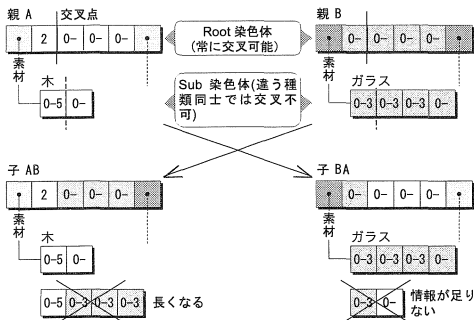 親 A
交叉点
Root 染色体
(常に交叉可能)
親 B
2 0- 0- 0-
0- 0- 0- 0-
素材
木
0-5 0-
Sub 染色体(違う種
類同士では交叉不
可)
素材
ガラス
0-3 0-3 0-3 0-
子 AB
子 BA
2 0- 0- 0-
0- 0- 0- 0-
素材
木
0-5 0-
素材
ガラス
0-3 0-3 0-3 0-
0-5 0-3 0-3 0-3
長くなる
0-3 0-
情報が足り
ない